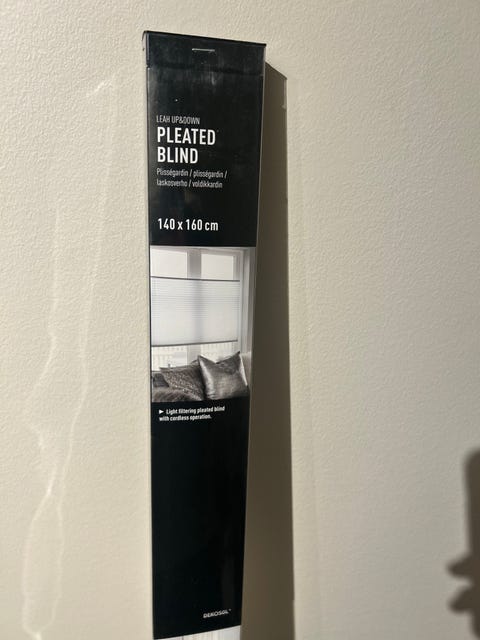 LEAH UP&DOWN
PLEATED
BLIND
Plisségardin / plisségardin /
laskosverho / voldikkardin
140 x 160 cm
► Light filtering pleated blind
with cordless operation.
DEKOSOL™